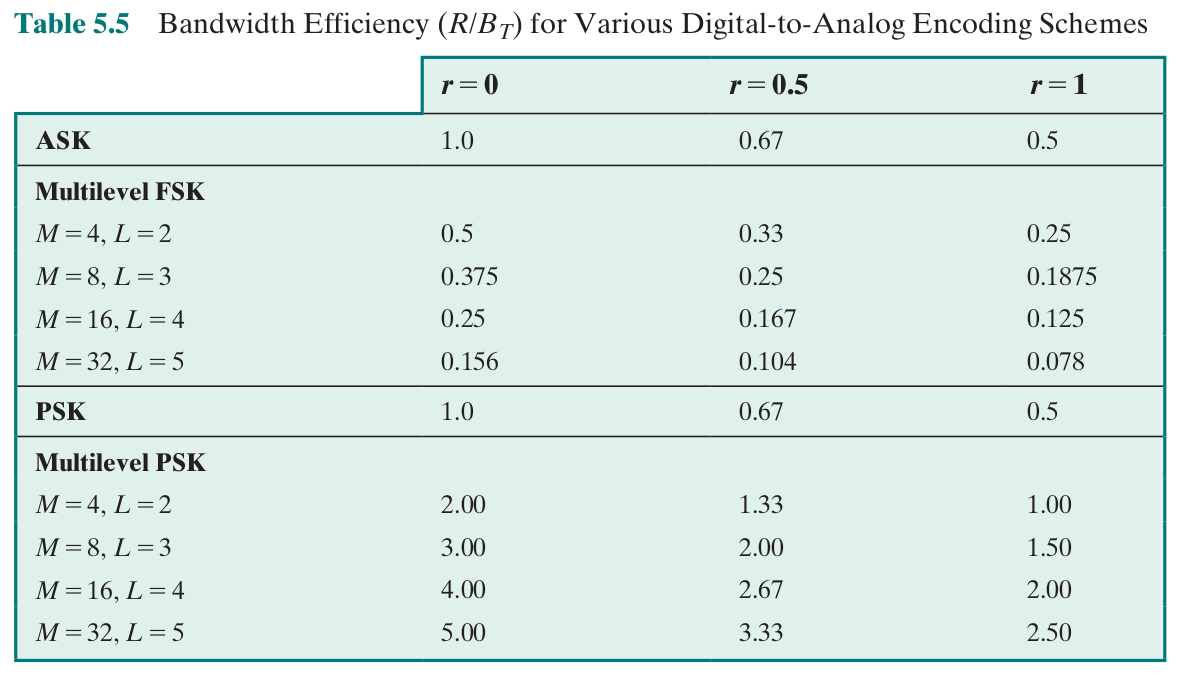 Table 5.5 Bandwidth Efficiency (R/B_T) for Various Digital-to-Analog Encoding Schemes
r = 0 r = 0.5 r = 1
ASK 1.0 0.67 0.5
Multilevel FSK
M = 4, L = 2 0.5 0.33 0.25
M = 8, L = 3 0.375 0.25 0.1875
M = 16, L = 4 0.25 0.167 0.125
M = 32, L = 5 0.156 0.104 0.078
PSK 1.0 0.67 0.5
Multilevel PSK
M = 4, L = 2 2.00 1.33 1.00
M = 8, L = 3 3.00 2.00 1.50
M = 16, L = 4 4.00 2.67 2.00
M = 32, L = 5 5.00 3.33 2.50